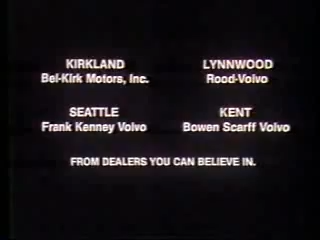 KIRKLAND
Bel-Kirk Motors, Inc.
LYNNWOOD
Rood-Volvo
SEATTLE
Frank Kenney Volvo
KENT
Bowen Scarff Volvo
FROM DEALERS YOU CAN BELIEVE IN.